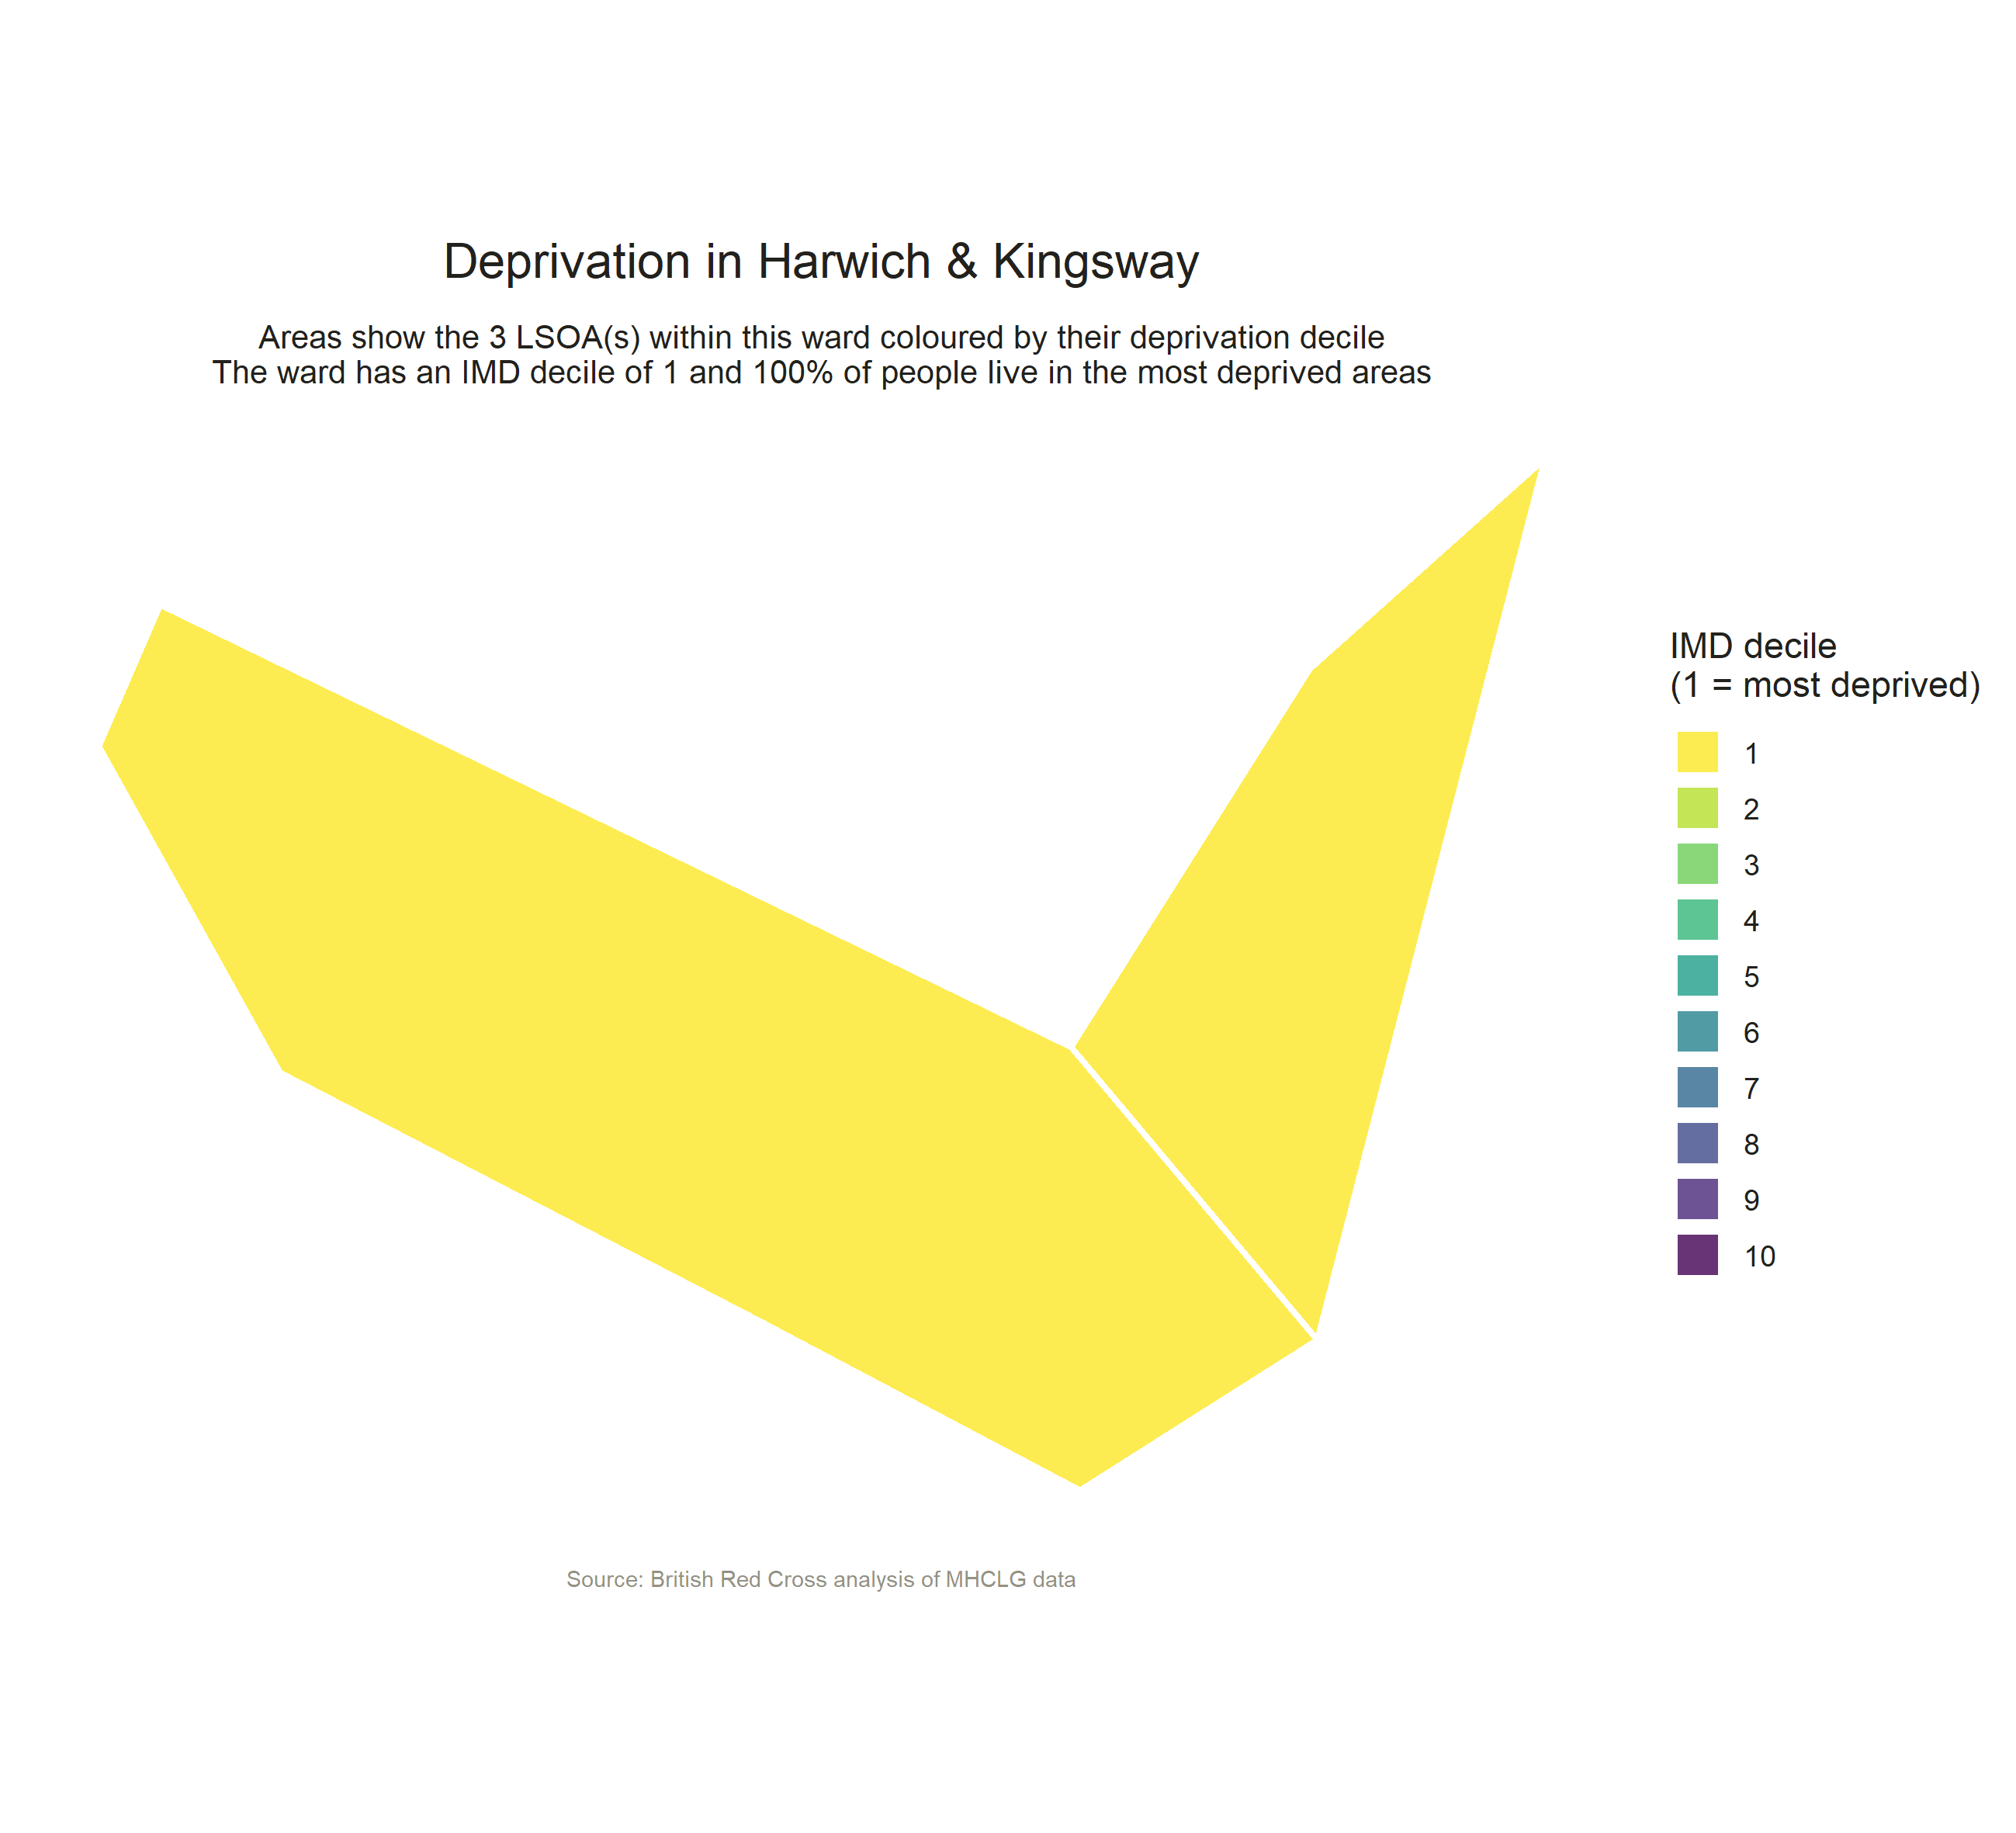 Deprivation in Harwich & Kingsway
Areas show the 3 LSOA(s) within this ward coloured by their deprivation decile
The ward has an IMD decile of 1 and 100% of people live in the most deprived areas
IMD decile
(1 = most deprived)
1
2
3
4
5
6
7
8
9
10
Source: British Red Cross analysis of MHCLG data